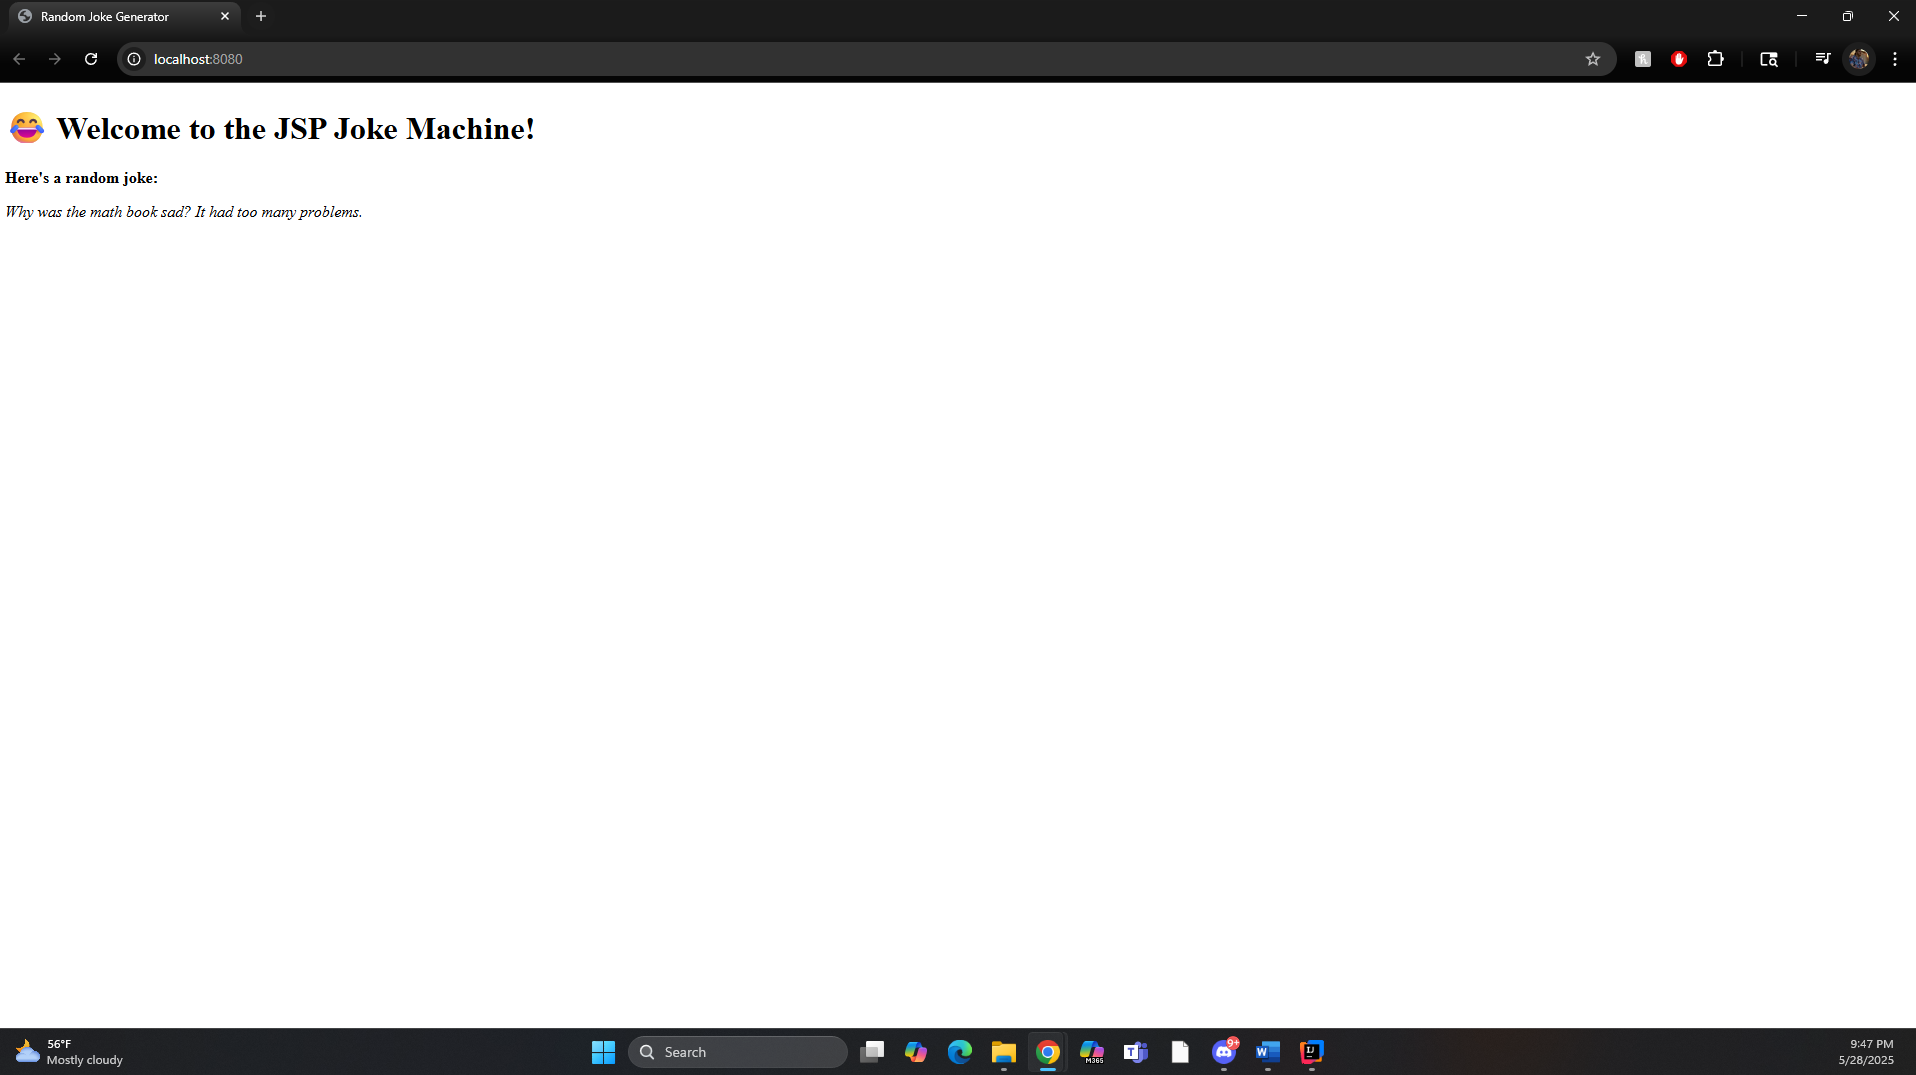 Random Joke Generator
localhost:8080
😂 Welcome to the JSP Joke Machine!
Here's a random joke:
Why was the math book sad? It had too many problems.
56°F
Mostly cloudy
Search
M365
T
9+
W
IJ
9:47 PM
5/28/2025